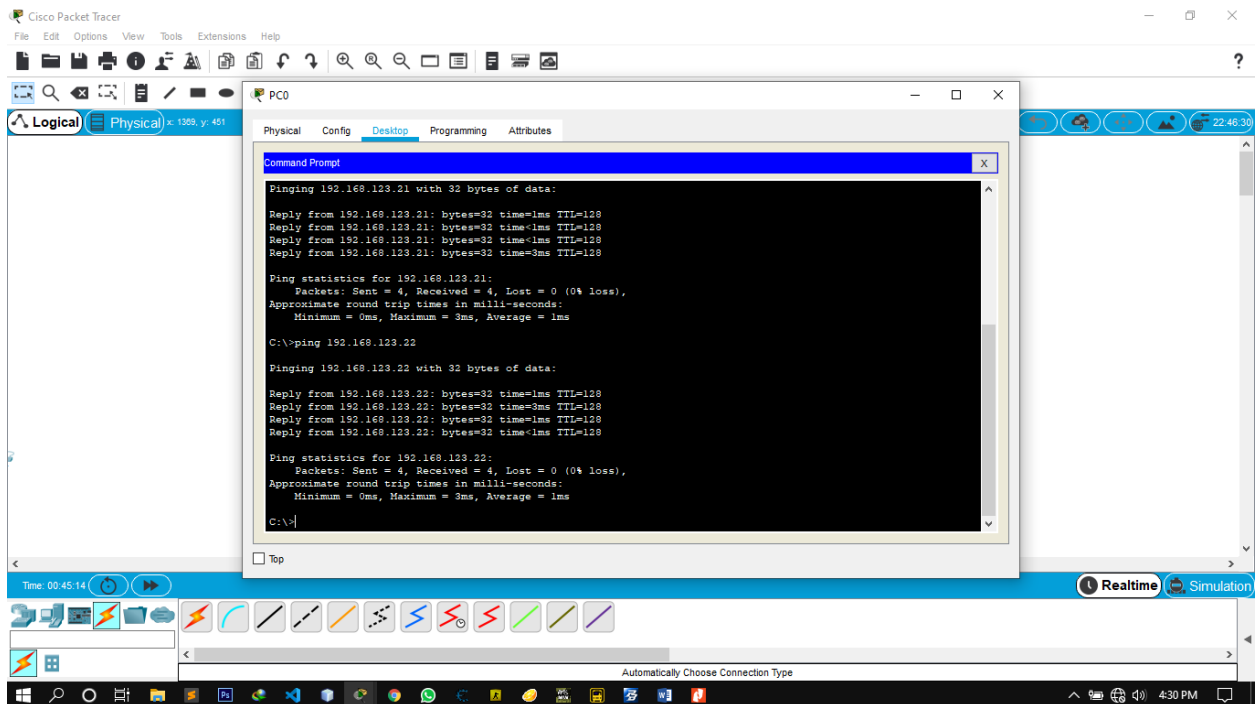 Cisco Packet Tracer
File Edit Options View Tools Extensions Help
?
PC0
Logical
Physical
x: 1369, y: 451
22:46:30
Physical Config Desktop Programming Attributes
Command Prompt
X
Pinging 192.168.123.21 with 32 bytes of data:
Reply from 192.168.123.21: bytes=32 time=1ms TTL=128
Reply from 192.168.123.21: bytes=32 time<1ms TTL=128
Reply from 192.168.123.21: bytes=32 time<1ms TTL=128
Reply from 192.168.123.21: bytes=32 time=3ms TTL=128
Ping statistics for 192.168.123.21:
Packets: Sent = 4, Received = 4, Lost = 0 (0% loss),
Approximate round trip times in milli-seconds:
Minimum = 0ms, Maximum = 3ms, Average = 1ms
C:\>ping 192.168.123.22
Pinging 192.168.123.22 with 32 bytes of data:
Reply from 192.168.123.22: bytes=32 time=1ms TTL=128
Reply from 192.168.123.22: bytes=32 time=3ms TTL=128
Reply from 192.168.123.22: bytes=32 time=1ms TTL=128
Reply from 192.168.123.22: bytes=32 time<1ms TTL=128
Ping statistics for 192.168.123.22:
Packets: Sent = 4, Received = 4, Lost = 0 (0% loss),
Approximate round trip times in milli-seconds:
Minimum = 0ms, Maximum = 3ms, Average = 1ms
C:\>
Top
Time: 00:45:14
Realtime
Simulation
Automatically Choose Connection Type
Ps
4:30 PM